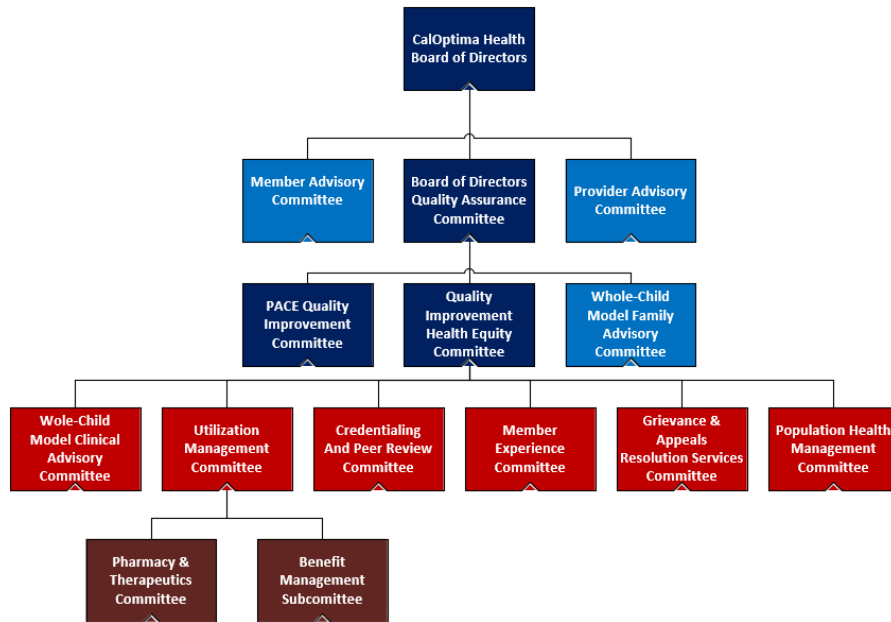 CalOptima Health
Board of Directors
Member Advisory
Committee
Board of Directors
Quality Assurance
Committee
Provider Advisory
Committee
PACE Quality
Improvement
Committee
Quality
Improvement
Health Equity
Committee
Whole-Child
Model Family
Advisory
Committee
Wole-Child
Model Clinical
Advisory
Committee
Utilization
Management
Committee
Credentialing
And Peer Review
Committee
Member
Experience
Committee
Grievance &
Appeals
Resolution Services
Committee
Population Health
Management
Committee
Pharmacy &
Therapeutics
Committee
Benefit
Management
Subcomittee